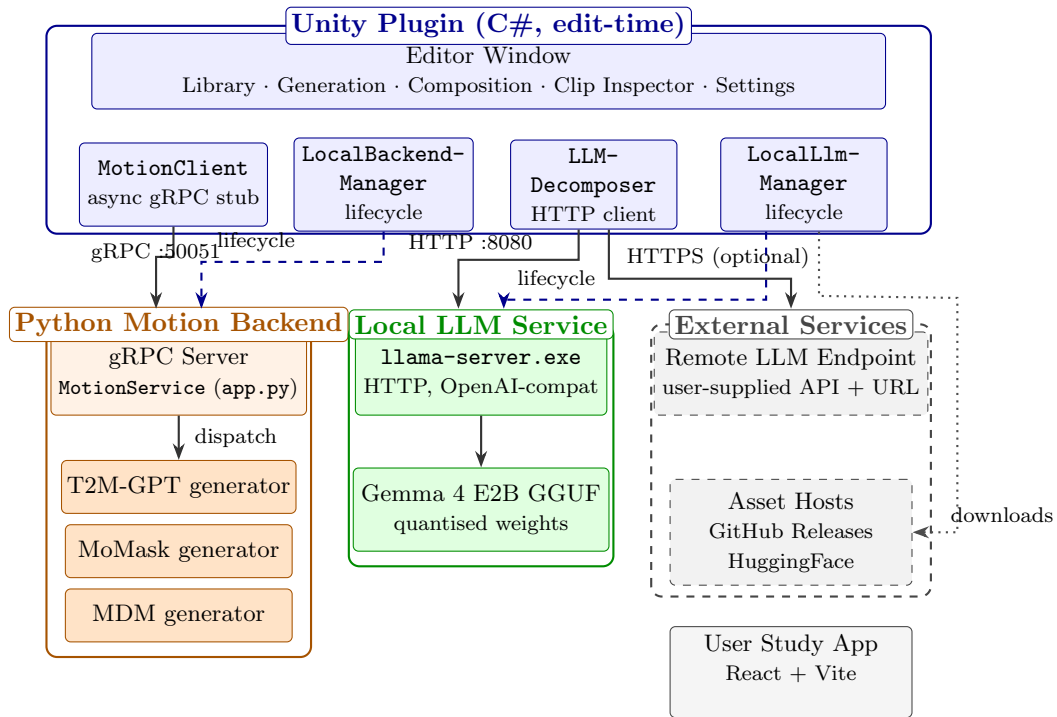 Unity Plugin (C#, edit-time)
Editor Window
Library · Generation · Composition · Clip Inspector · Settings
MotionClient
async gRPC stub
LocalBackend-
Manager
lifecycle
LLM-
Decomposer
HTTP client
LocalLlm-
Manager
lifecycle
gRPC :50051
lifecycle
HTTP :8080
lifecycle
HTTPS (optional)
Python Motion Backend
gRPC Server
MotionService (app.py)
dispatch
T2M-GPT generator
MoMask generator
MDM generator
Local LLM Service
llama-server.exe
HTTP, OpenAI-compat
Gemma 4 E2B GGUF
quantised weights
External Services
Remote LLM Endpoint
user-supplied API + URL
Asset Hosts
GitHub Releases
HuggingFace
downloads
User Study App
React + Vite